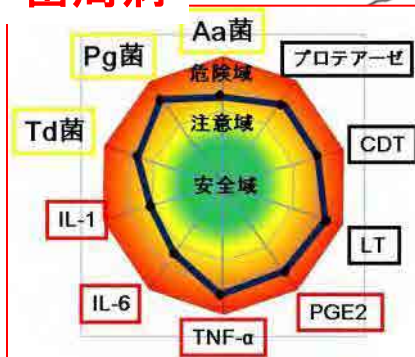 歯周病
Aa菌
Pg菌
プロテアーゼ
危険域
注意域
Td菌
CDT
安全域
IL-1
LT
IL-6
PGE2
TNF-α